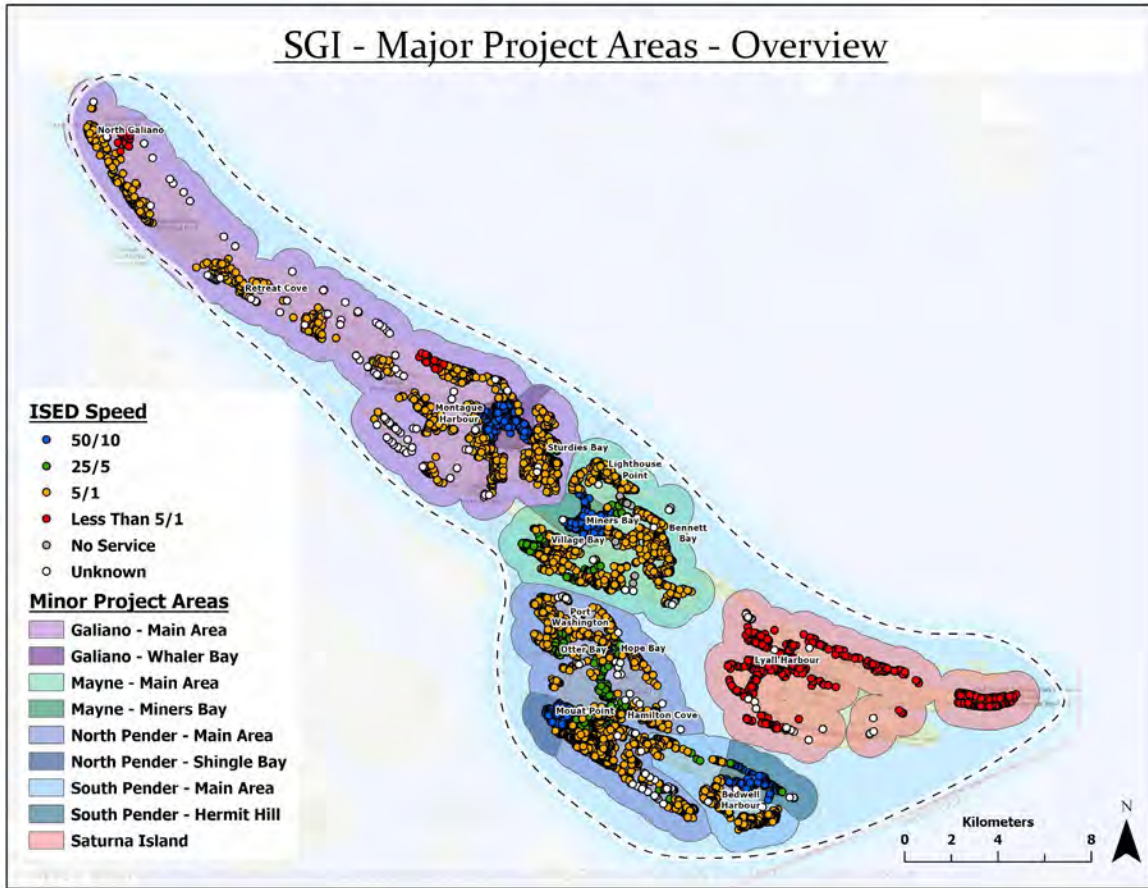 SGI - Major Project Areas - Overview
North Galiano
Retreat Cove
Montague
Harbour
Sturdies Bay
Lighthouse
Point
Miners Bay
Bennett
Bay
Village Bay
Port
Washington
Otter Bay
Hope Bay
Lyall Harbour
Mouat Point
Hamilton Cove
Bedwell
Harbour
ISED Speed
50/10
25/5
5/1
Less Than 5/1
No Service
Unknown
Minor Project Areas
Galiano - Main Area
Galiano - Whaler Bay
Mayne - Main Area
Mayne - Miners Bay
North Pender - Main Area
North Pender - Shingle Bay
South Pender - Main Area
South Pender - Hermit Hill
Saturna Island
N
Kilometers
0 2 4 8